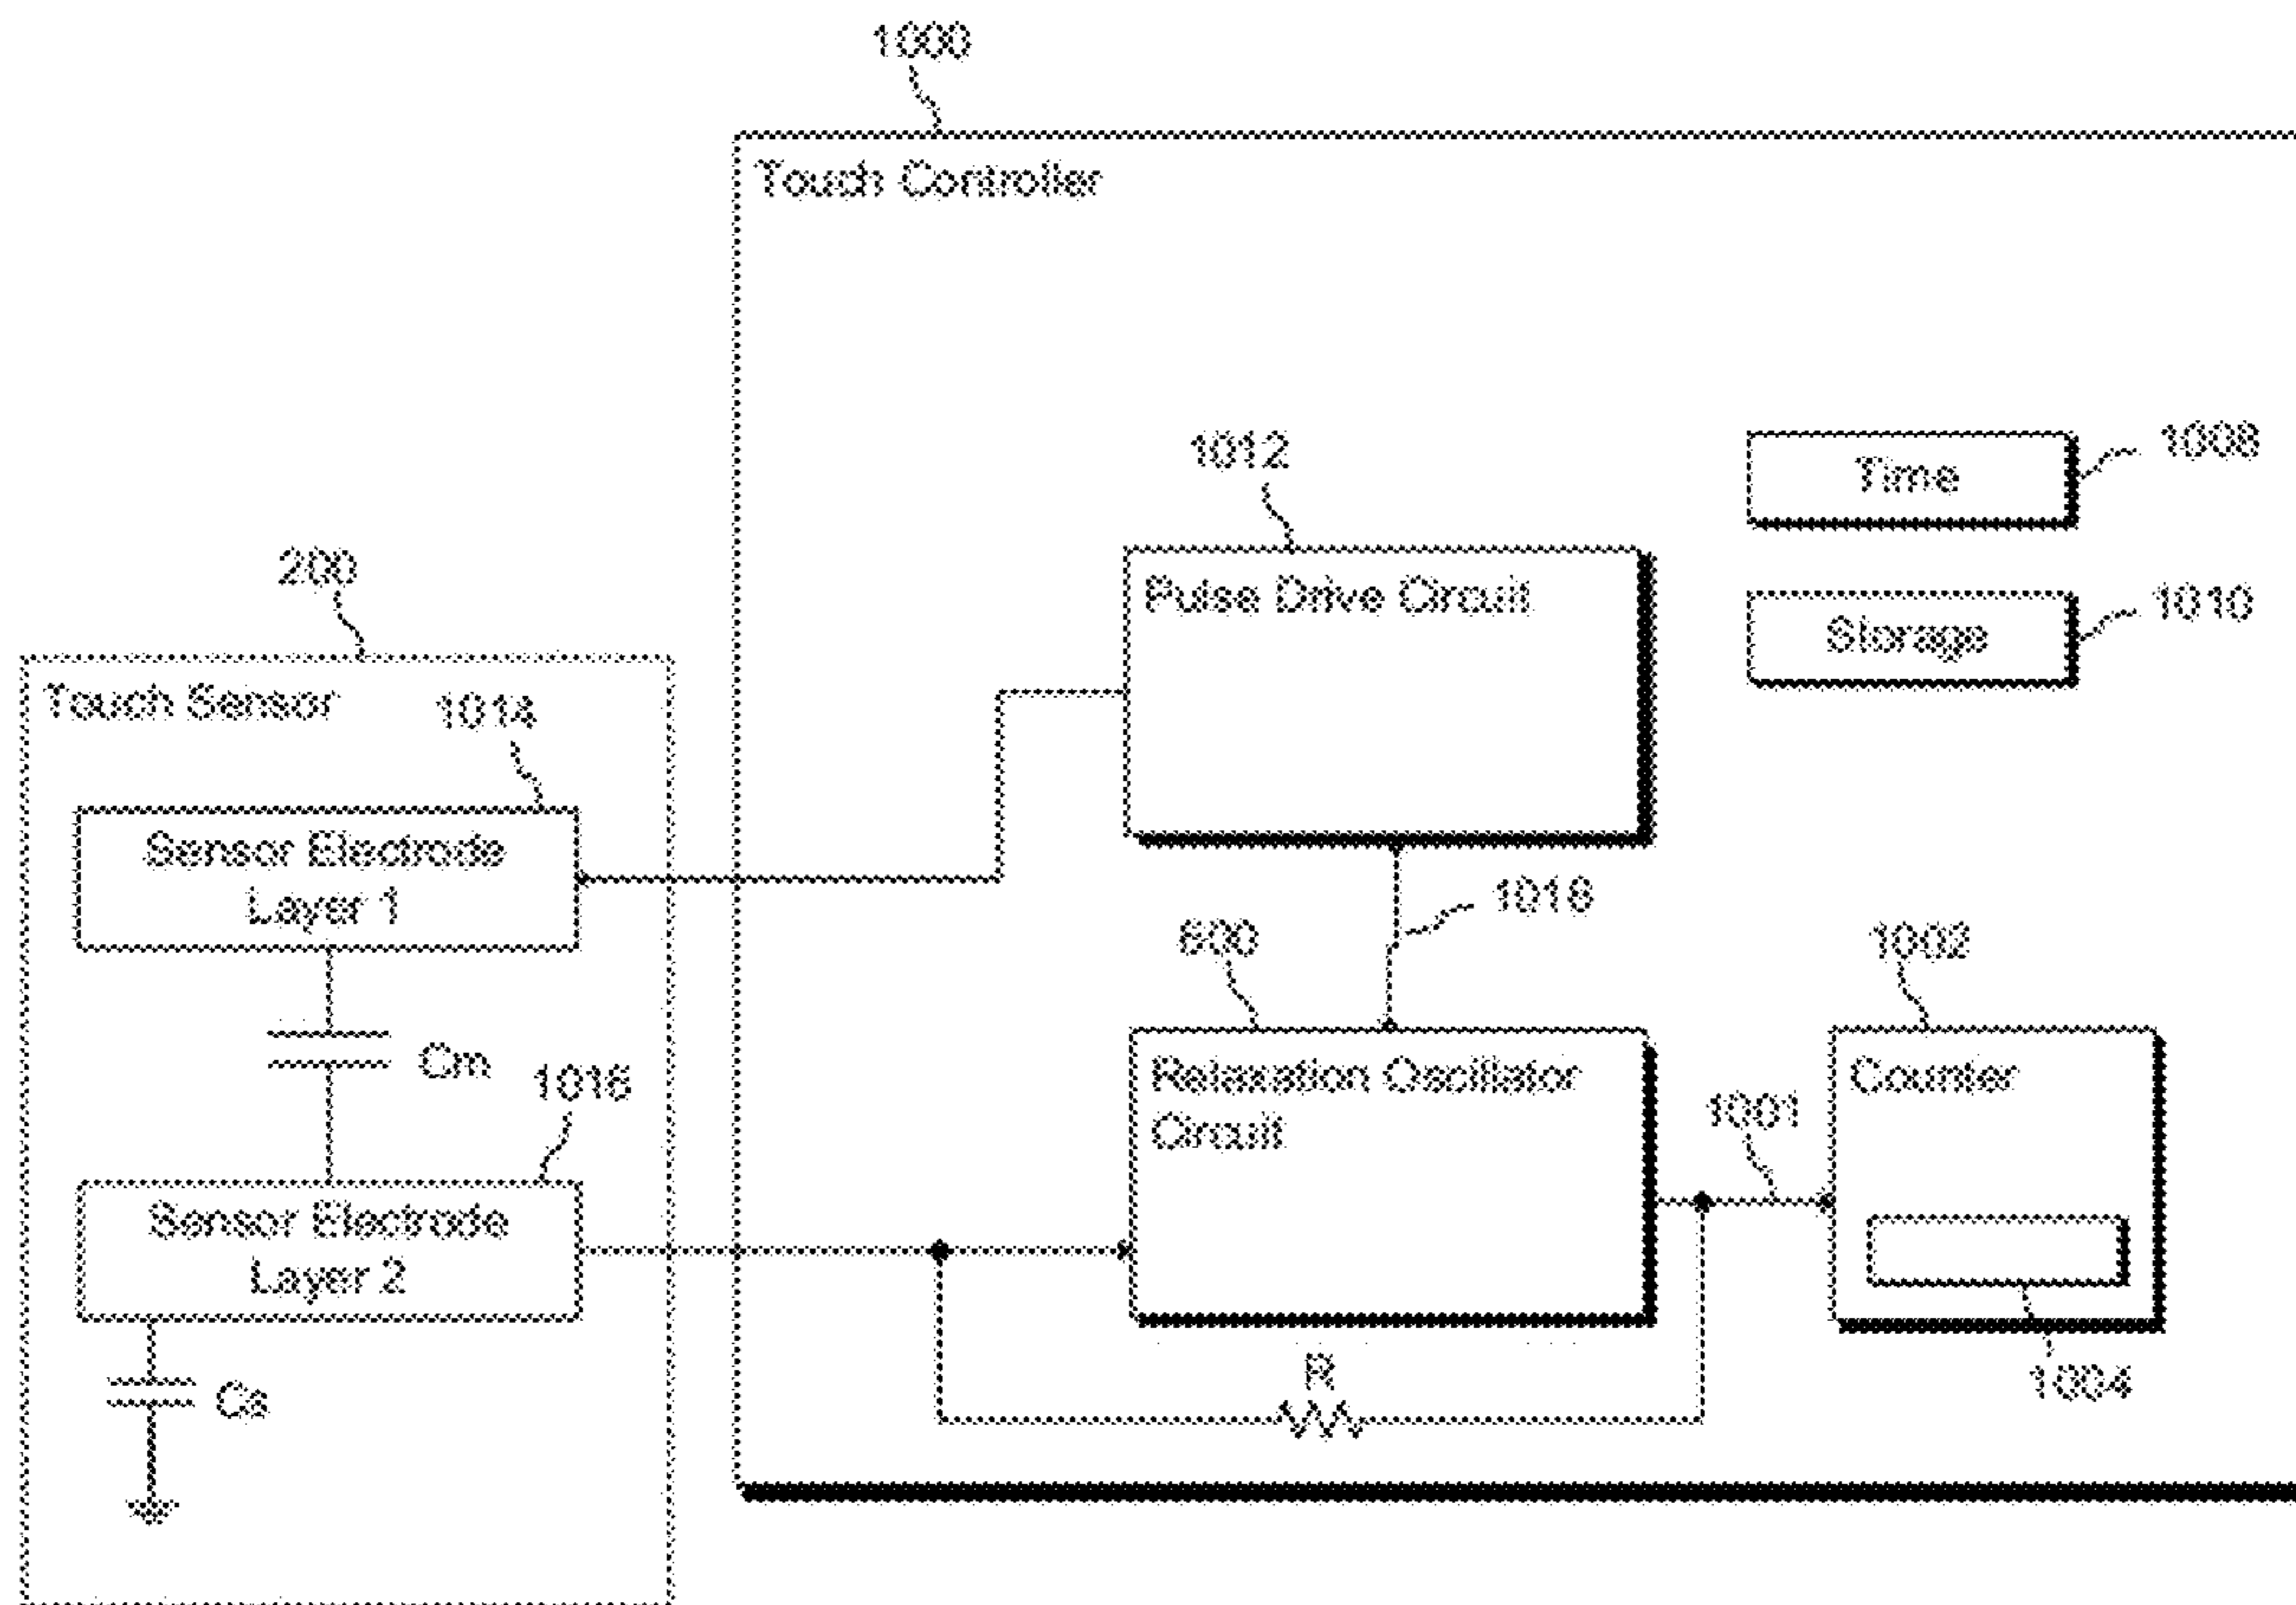 1000
Touch Controller
1012
Time
1008
Pulse Drive Circuit
Storage
1010
200
Touch Sensor
1014
Sensor Electrode
Layer 1
1018
600
1002
Cm
1016
Relaxation Oscillator
Circuit
Counter
1001
Sensor Electrode
Layer 2
R
1004
Cs